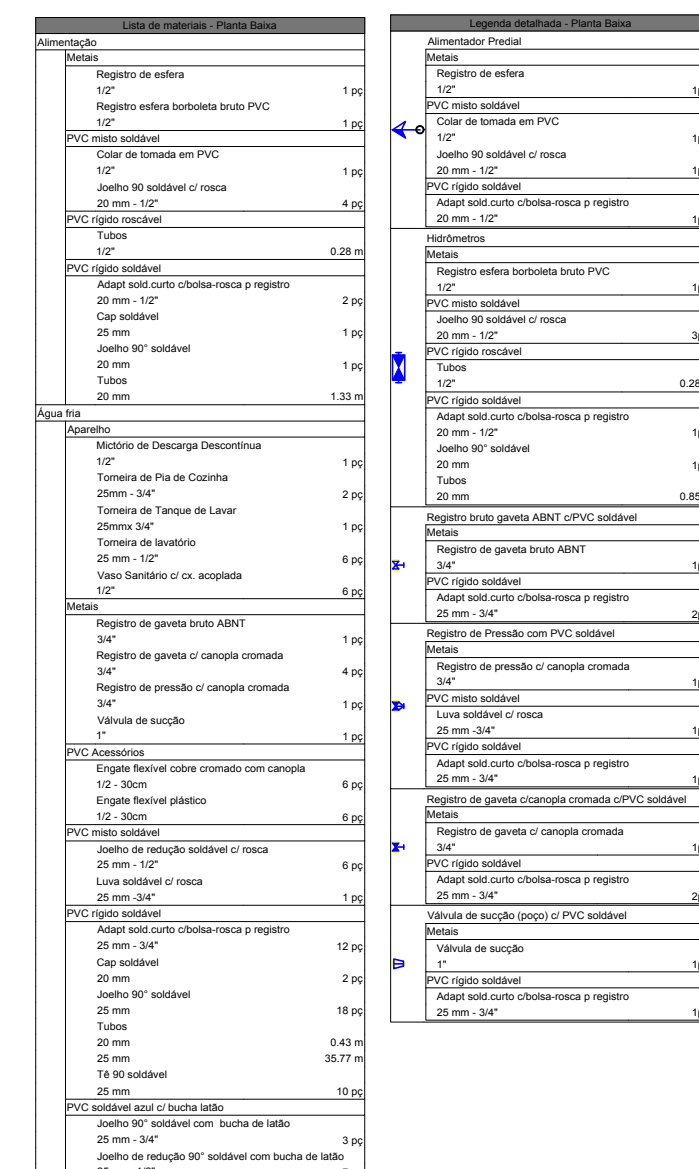 Lista de materiais - Planta Baixa
Alimentação
Metais
Registro de esfera
1/2" 1 pç
Registro esfera borboleta bruto PVC
1/2" 1 pç
PVC misto soldável
Colar de tomada em PVC
1/2" 1 pç
Joelho 90 soldável c/ rosca
20 mm - 1/2" 4 pç
PVC rígido roscável
Tubos
1/2" 0.28 m
PVC rígido soldável
Adapt sold.curto c/bolsa-rosca p registro
20 mm - 1/2" 2 pç
Cap soldável
25 mm 1 pç
Joelho 90° soldável
20 mm 1 pç
Tubos
20 mm 1.33 m
Água fria
Aparelho
Mictório de Descarga Descontínua
1/2" 1 pç
Torneira de Pia de Cozinha
25mm - 3/4" 2 pç
Torneira de Tanque de Lavar
25mmx 3/4" 1 pç
Torneira de lavatório
25 mm - 1/2" 6 pç
Vaso Sanitário c/ cx. acoplada
1/2" 6 pç
Metais
Registro de gaveta bruto ABNT
3/4" 1 pç
Registro de gaveta c/ canopla cromada
3/4" 4 pç
Registro de pressão c/ canopla cromada
3/4" 1 pç
Válvula de sucção
1" 1 pç
PVC Acessórios
Engate flexível cobre cromado com canopla
1/2 - 30cm 6 pç
Engate flexível plástico
1/2 - 30cm 6 pç
PVC misto soldável
Joelho de redução soldável c/ rosca
25 mm - 1/2" 6 pç
Luva soldável c/ rosca
25 mm -3/4" 1 pç
PVC rígido soldável
Adapt sold.curto c/bolsa-rosca p registro
25 mm - 3/4" 12 pç
Cap soldável
20 mm 2 pç
Joelho 90° soldável
25 mm 18 pç
Tubos
20 mm 0.43 m
25 mm 35.77 m
Tê 90 soldável
25 mm 10 pç
PVC soldável azul c/ bucha latão
Joelho 90° soldável com bucha de latão
25 mm - 3/4" 3 pç
Joelho de redução 90° soldável com bucha de latão
Legenda detalhada - Planta Baixa
Alimentador Predial
Metais
Registro de esfera
1/2" 1p
PVC misto soldável
Colar de tomada em PVC
1/2" 1p
Joelho 90 soldável c/ rosca
20 mm - 1/2" 1p
PVC rígido soldável
Adapt sold.curto c/bolsa-rosca p registro
20 mm - 1/2" 1p
Hidrômetros
Metais
Registro esfera borboleta bruto PVC
1/2" 1p
PVC misto soldável
Joelho 90 soldável c/ rosca
20 mm - 1/2" 3p
PVC rígido roscável
Tubos
1/2" 0.28
PVC rígido soldável
Adapt sold.curto c/bolsa-rosca p registro
20 mm - 1/2" 1p
Joelho 90° soldável
20 mm 1p
Tubos
20 mm 0.85
Registro bruto gaveta ABNT c/PVC soldável
Metais
Registro de gaveta bruto ABNT
3/4" 1p
PVC rígido soldável
Adapt sold.curto c/bolsa-rosca p registro
25 mm - 3/4" 2p
Registro de Pressão com PVC soldável
Metais
Registro de pressão c/ canopla cromada
3/4" 1p
PVC misto soldável
Luva soldável c/ rosca
25 mm -3/4" 1p
PVC rígido soldável
Adapt sold.curto c/bolsa-rosca p registro
25 mm - 3/4" 1p
Registro de gaveta c/canopla cromada c/PVC soldável
Metais
Registro de gaveta c/ canopla cromada
3/4" 1p
PVC rígido soldável
Adapt sold.curto c/bolsa-rosca p registro
25 mm - 3/4" 2p
Válvula de sucção (poço) c/ PVC soldável
Metais
Válvula de sucção
1" 1p
PVC rígido soldável
Adapt sold.curto c/bolsa-rosca p registro
25 mm - 3/4" 1p